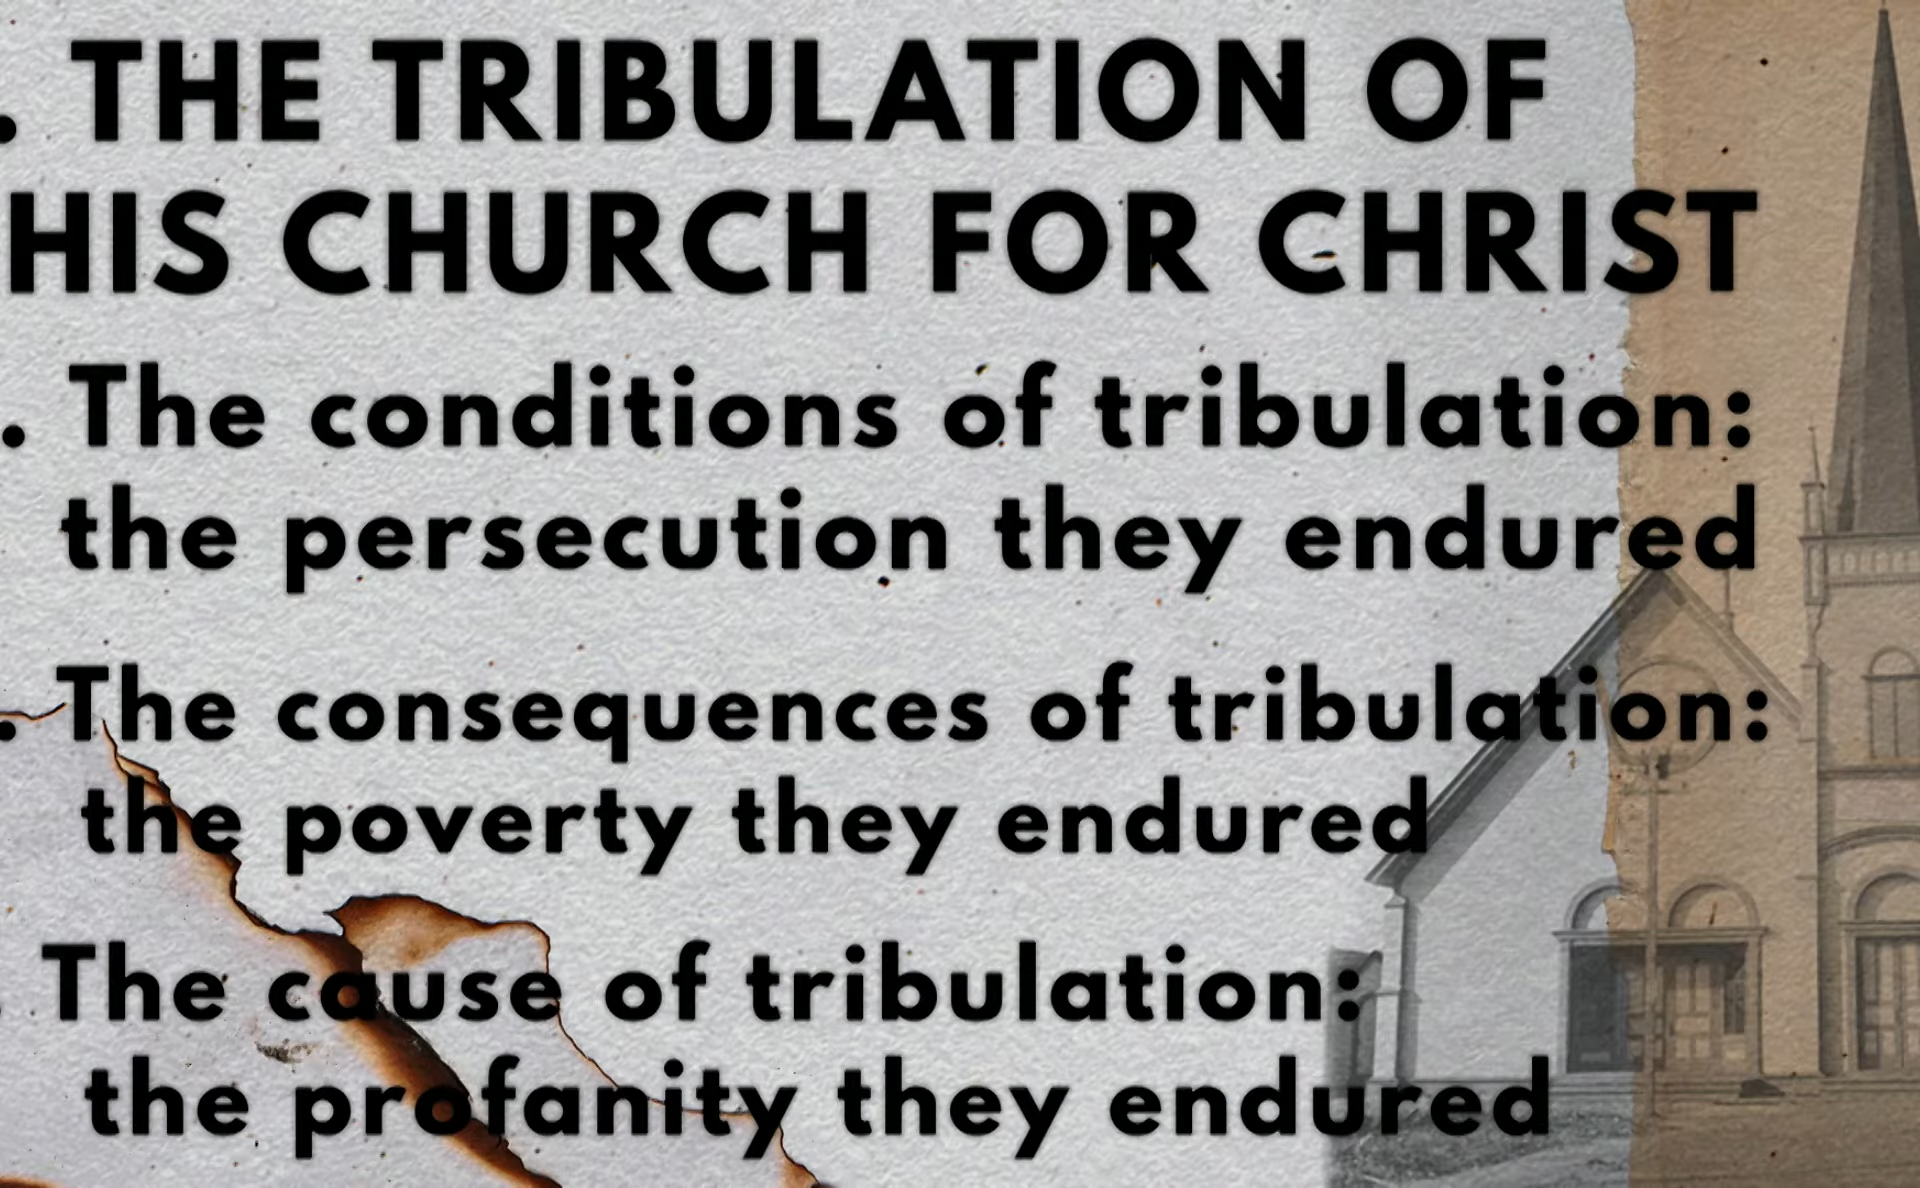 . THE TRIBULATION OF
HIS CHURCH FOR CHRIST
. The conditions of tribulation:
the persecution they endured
. The consequences of tribulation:
the poverty they endured
. The cause of tribulation:
the profanity they endured